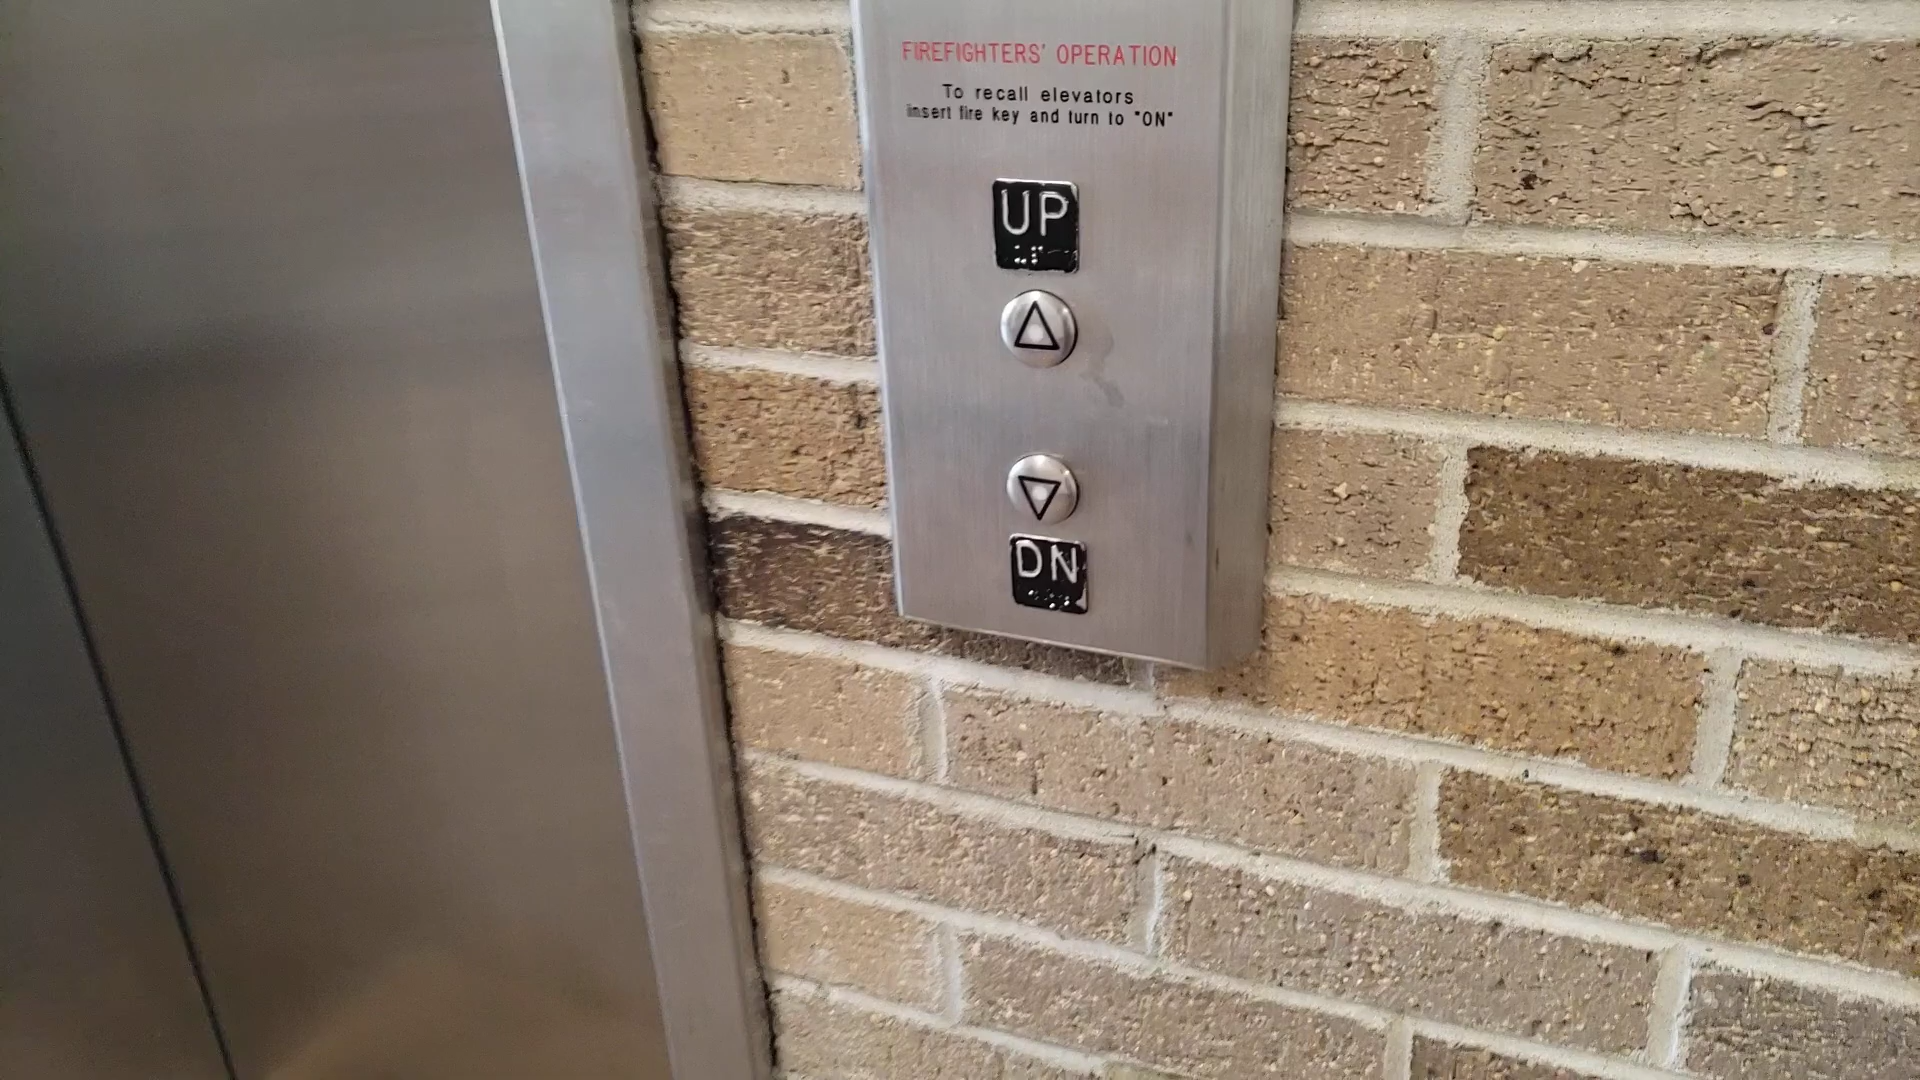 FIREFIGHTERS' OPERATION
To recall elevators
insert fire key and turn to "ON"
UP
DN